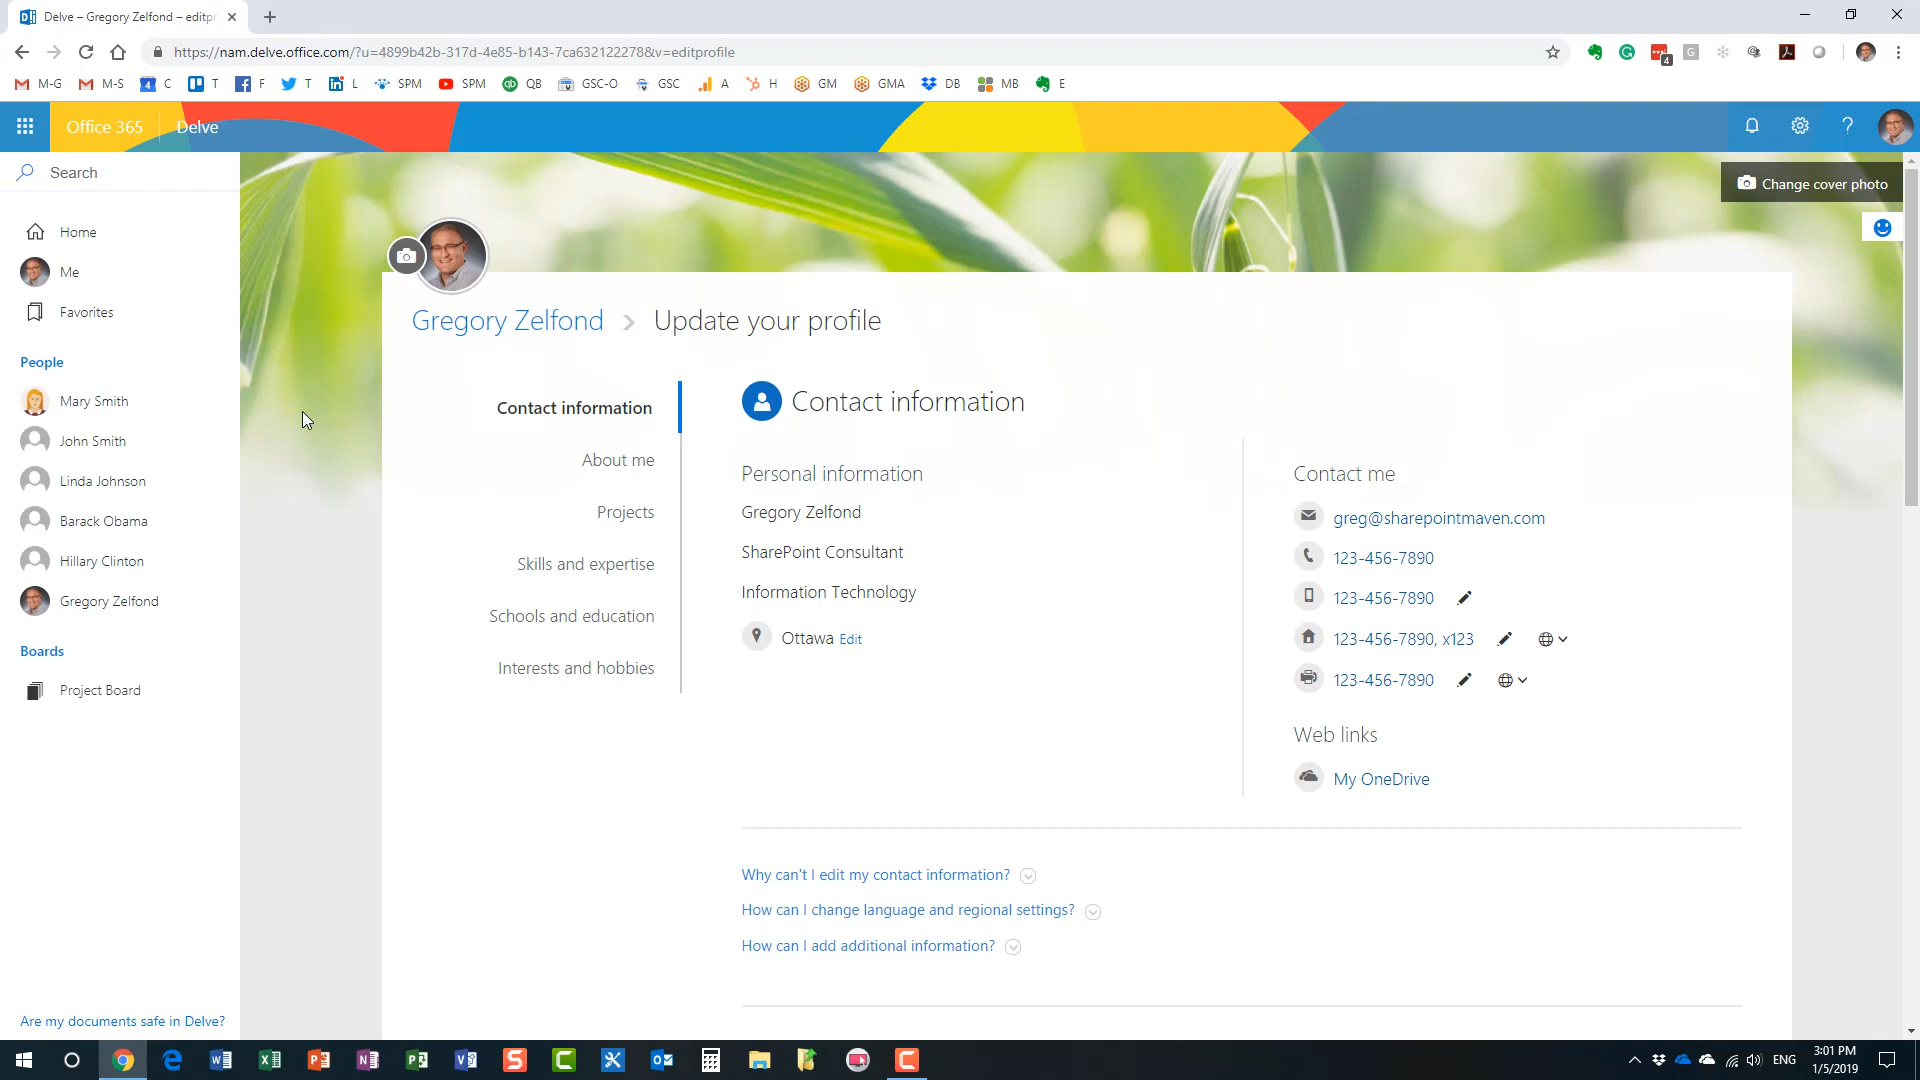 Delve – Gregory Zelfond – editpr
https://nam.delve.office.com/?u=4899b42b-317d-4e85-b143-7ca632122278&v=editprofile
M-G M-S C T F T L SPM SPM QB GSC-O GSC A H GM GMA DB MB E
Office 365 Delve
Search
Change cover photo
Home
Me
Favorites
People
Mary Smith
John Smith
Linda Johnson
Barack Obama
Hillary Clinton
Gregory Zelfond
Boards
Project Board
Are my documents safe in Delve?
Gregory Zelfond > Update your profile
Contact information
About me
Projects
Skills and expertise
Schools and education
Interests and hobbies
Contact information
Personal information
Gregory Zelfond
SharePoint Consultant
Information Technology
Ottawa Edit
Contact me
greg@sharepointmaven.com
123-456-7890
123-456-7890
123-456-7890, x123
123-456-7890
Web links
My OneDrive
Why can't I edit my contact information?
How can I change language and regional settings?
How can I add additional information?
ENG
3:01 PM
1/5/2019